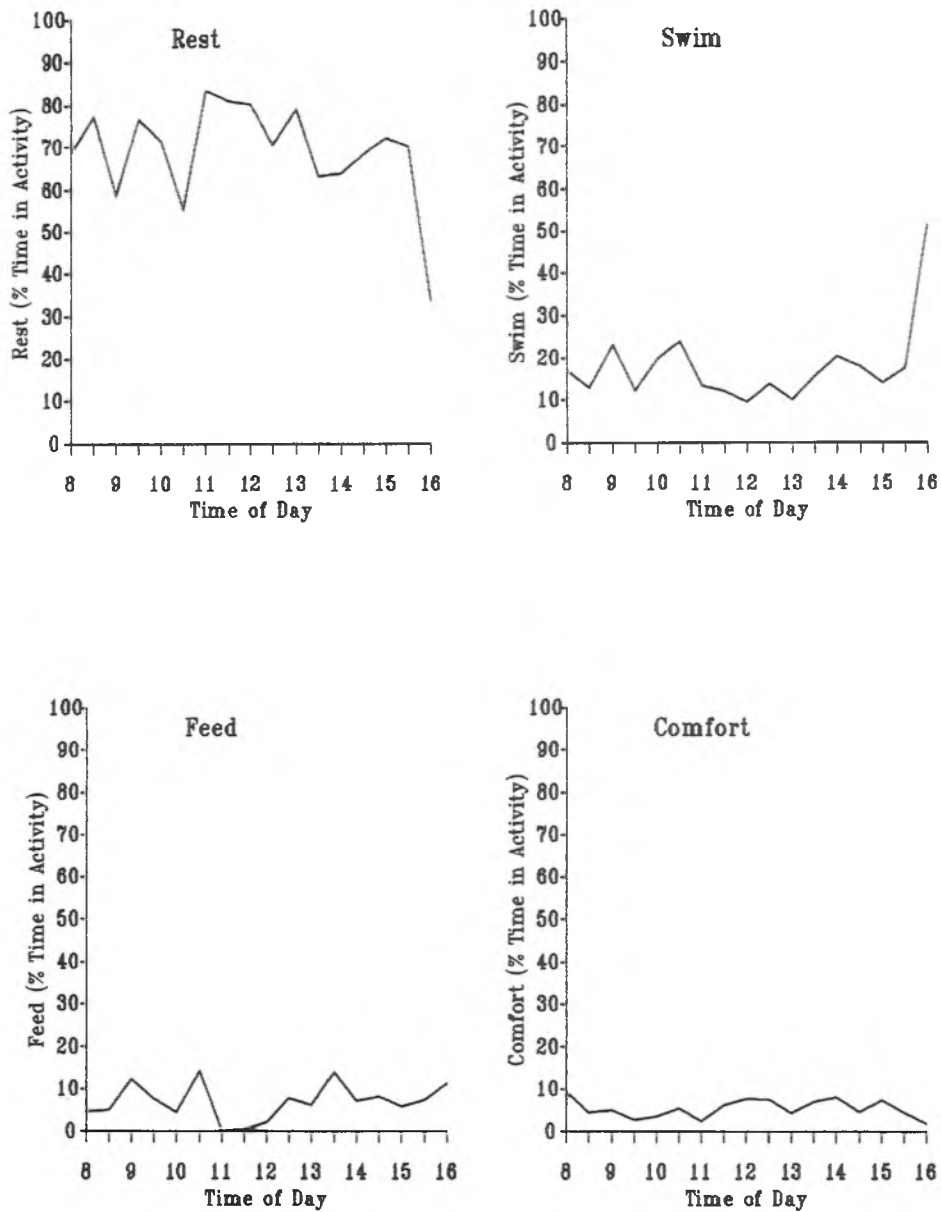 Rest
Rest (% Time in Activity)
100
90
80
70
60
50
40
30
20
10
0
8 9 10 11 12 13 14 15 16
Time of Day
Swim
Swim (% Time in Activity)
100
90
80
70
60
50
40
30
20
10
0
8 9 10 11 12 13 14 15 16
Time of Day
Feed
Feed (% Time in Activity)
100
90
80
70
60
50
40
30
20
10
0
8 9 10 11 12 13 14 15 16
Time of Day
Comfort
Comfort (% Time in Activity)
100
90
80
70
60
50
40
30
20
10
0
8 9 10 11 12 13 14 15 16
Time of Day